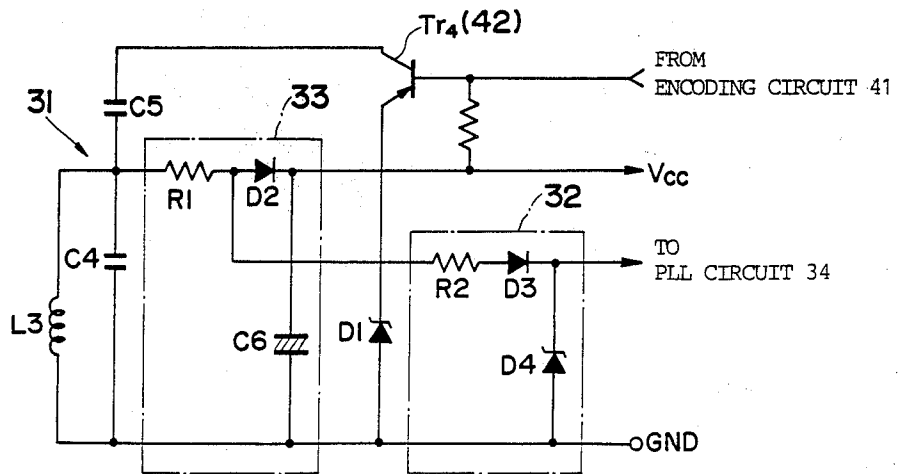 Tr4(42)
FROM
ENCODING CIRCUIT 41
31
C5
33
R1
D2
Vcc
32
C4
TO
PLL CIRCUIT 34
R2
D3
L3
C6
D1
D4
GND